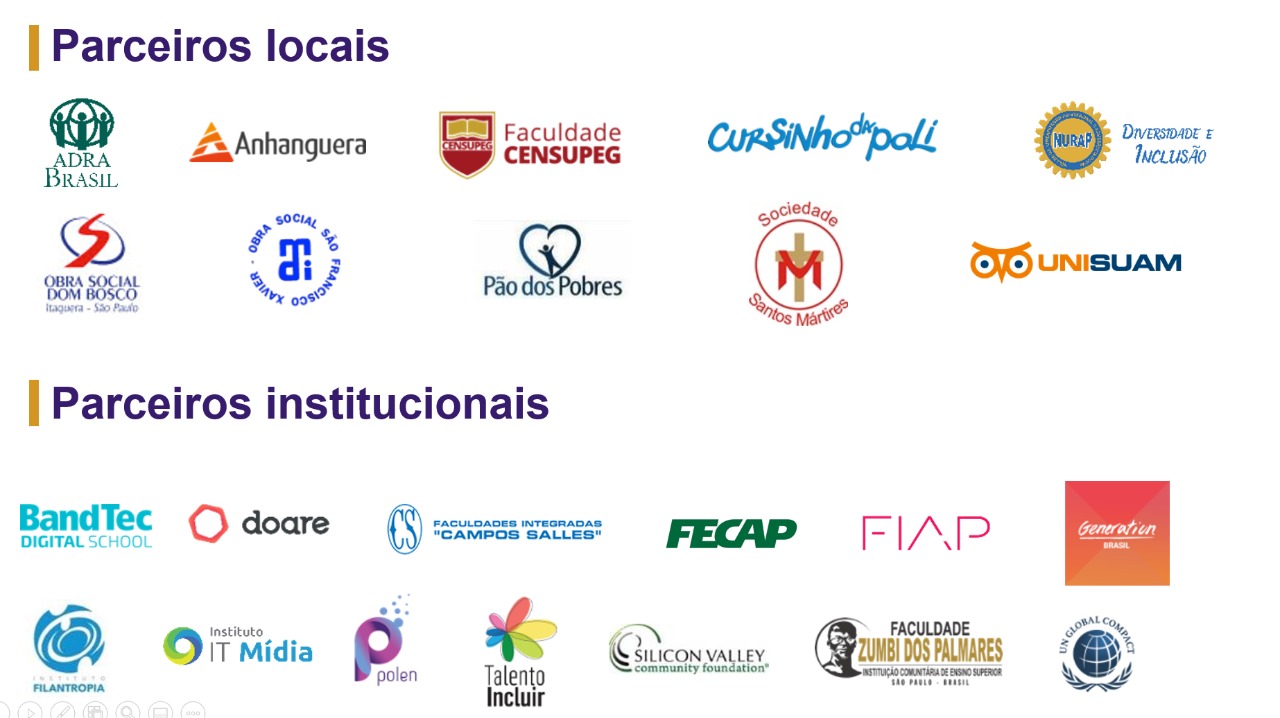 Parceiros locais
ADRA
BRASIL
Anhanguera
CENSUPEG
Faculdade
CENSUPEG
CURSINHO DA POLI
NURAP
DIVERSIDADE E
INCLUSÃO
OBRA SOCIAL
DOM BOSCO
Itaquera - São Paulo
OBRA SOCIAL SÃO FRANCISCO XAVIER
Pão dos Pobres
Sociedade
Santos Mártires
UNISUAM
Parceiros institucionais
BandTec
DIGITAL SCHOOL
doare
CS
FACULDADES INTEGRADAS
"CAMPOS SALLES"
FECAP
FIAP
Generation
BRASIL
INSTITUTO
FILANTROPIA
Instituto
IT Mídia
polen
Talento
Incluir
SILICON VALLEY
community foundation®
FACULDADE
ZUMBI DOS PALMARES
INSTITUIÇÃO COMUNITÁRIA DE ENSINO SUPERIOR
SÃO PAULO - BRASIL
UN GLOBAL COMPACT